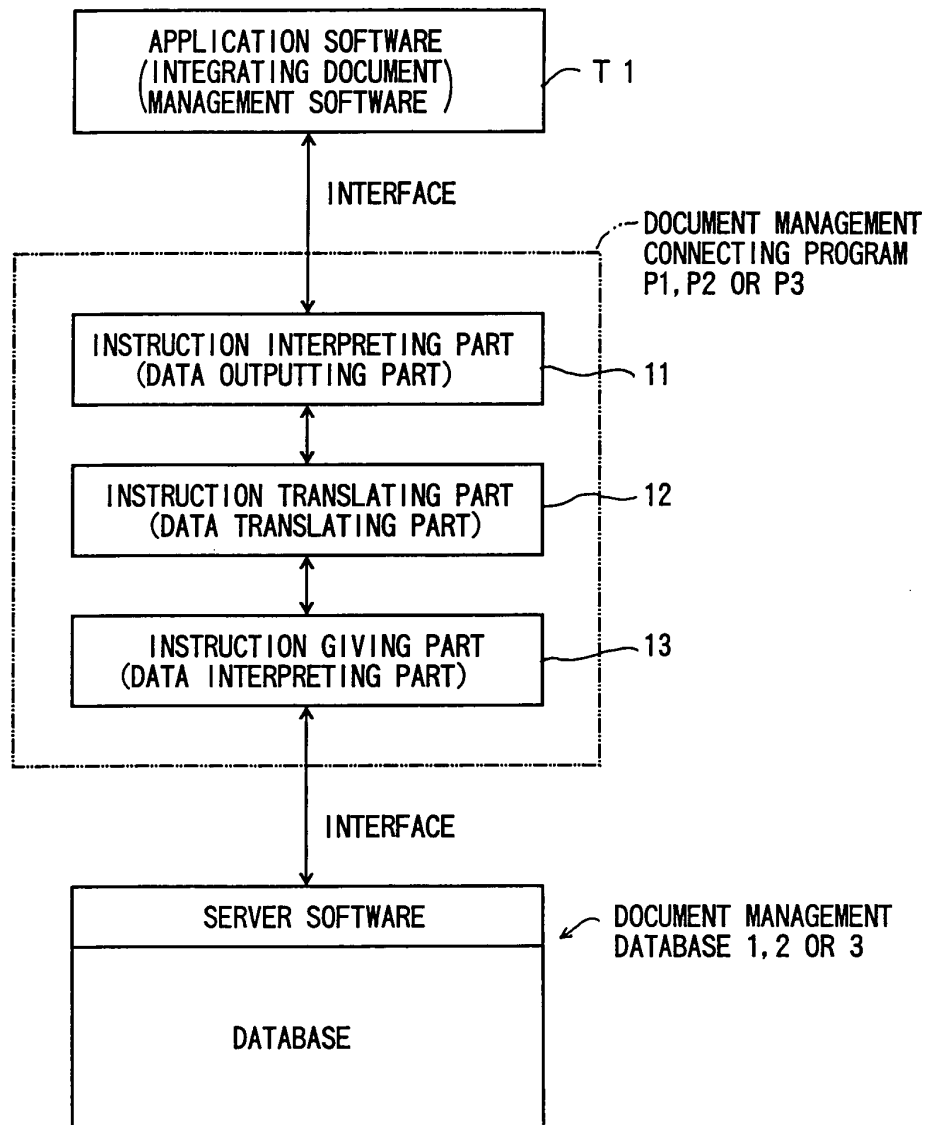 APPLICATION SOFTWARE
(INTEGRATING DOCUMENT
MANAGEMENT SOFTWARE)
T1
INTERFACE
DOCUMENT MANAGEMENT
CONNECTING PROGRAM
P1,P2 OR P3
INSTRUCTION INTERPRETING PART
(DATA OUTPUTTING PART)
11
INSTRUCTION TRANSLATING PART
(DATA TRANSLATING PART)
12
INSTRUCTION GIVING PART
(DATA INTERPRETING PART)
13
INTERFACE
SERVER SOFTWARE
DOCUMENT MANAGEMENT
DATABASE 1,2 OR 3
DATABASE